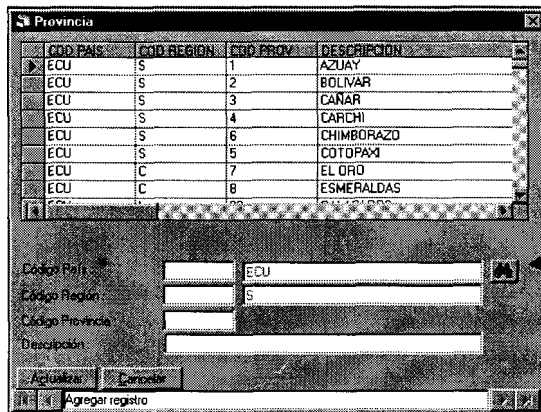 Provincia
COD PAIS COD REGION COD PROV DESCRIPCION
ECU S 1 AZUAY
ECU S 2 BOLIVAR
ECU S 3 CAÑAR
ECU S 4 CARCHI
ECU S 6 CHIMBORAZO
ECU S 5 COTOPAXI
ECU C 7 EL ORO
ECU C 8 ESMERALDAS
Código País ECU
Código Región S
Código Provincia
Descripción
Actualizar Cancelar
Agregar registro